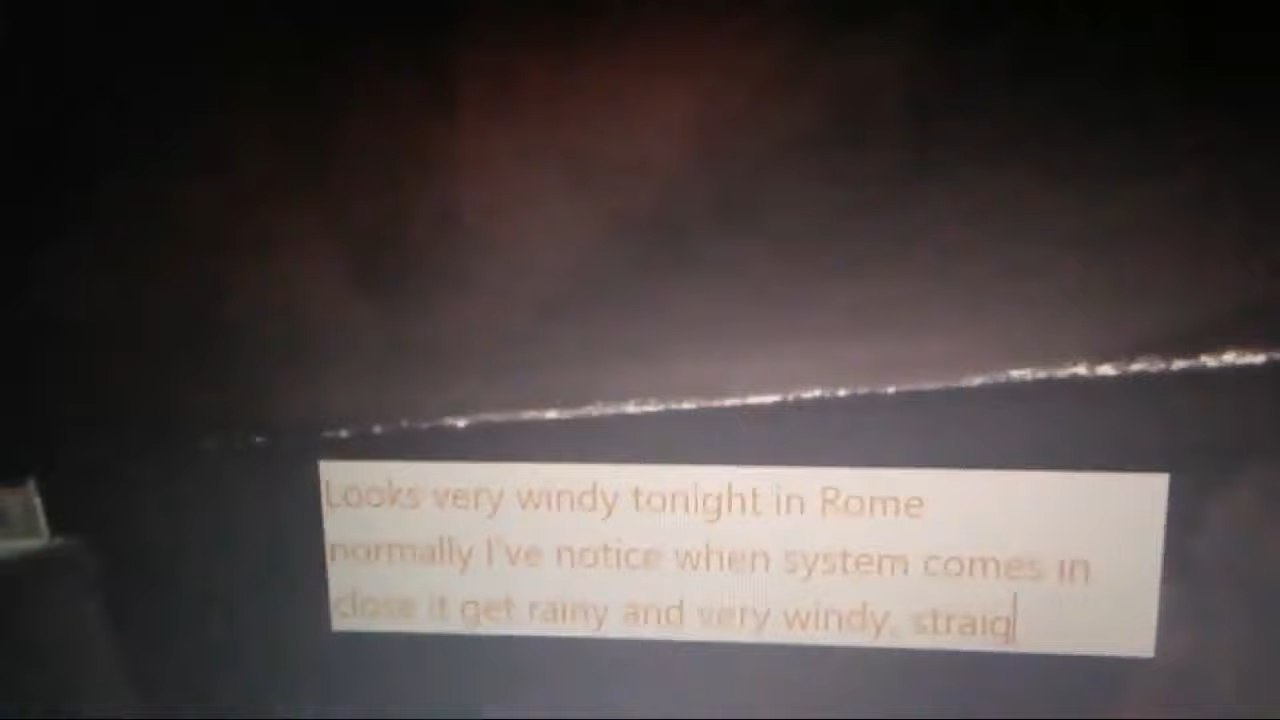 Looks very windy tonight in Rome
normally I've notice when system comes in
close it get rainy and very windy, straig